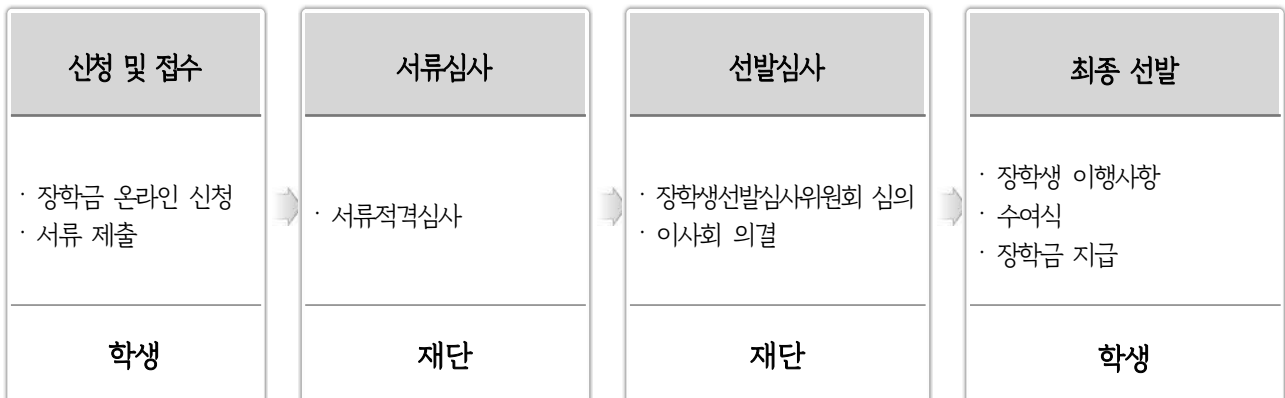 신청 및 접수
· 장학금 온라인 신청
· 서류 제출
학생
서류심사
· 서류적격심사
재단
선발심사
· 장학생선발심사위원회 심의
· 이사회 의결
재단
최종 선발
· 장학생 이행사항
· 수여식
· 장학금 지급
학생